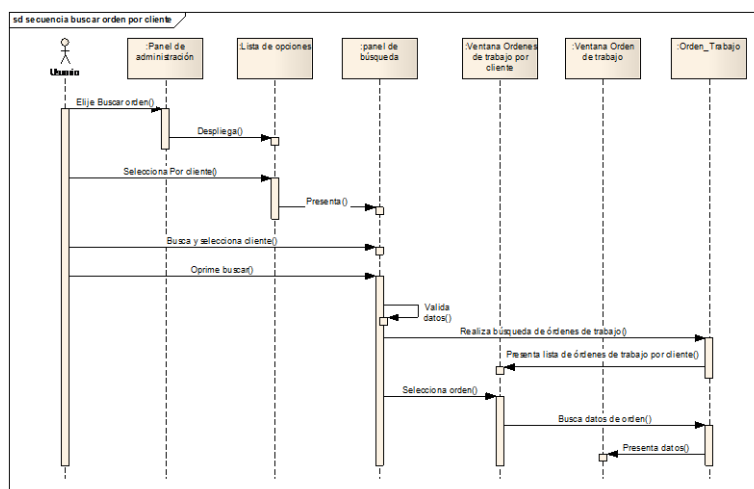 sd secuencia buscar orden por cliente
:Panel de
administración
:Lista de opciones
:panel de
búsqueda
:Ventana Ordenes
de trabajo por
cliente
:Ventana Orden
de trabajo
:Orden_Trabajo
Usuario
Elije Buscar orden()
Despliega()
Selecciona Por cliente()
Presenta()
Busca y selecciona cliente()
Oprime buscar()
Valida
datos()
Realiza búsqueda de órdenes de trabajo()
Presenta lista de órdenes de trabajo por cliente()
Selecciona orden()
Busca datos de orden()
Presenta datos()